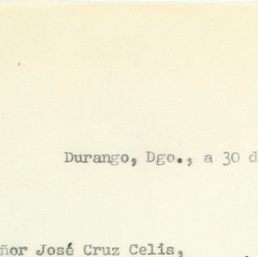 Durango, Dgo., a 30 d
ñor José Cruz Celis,